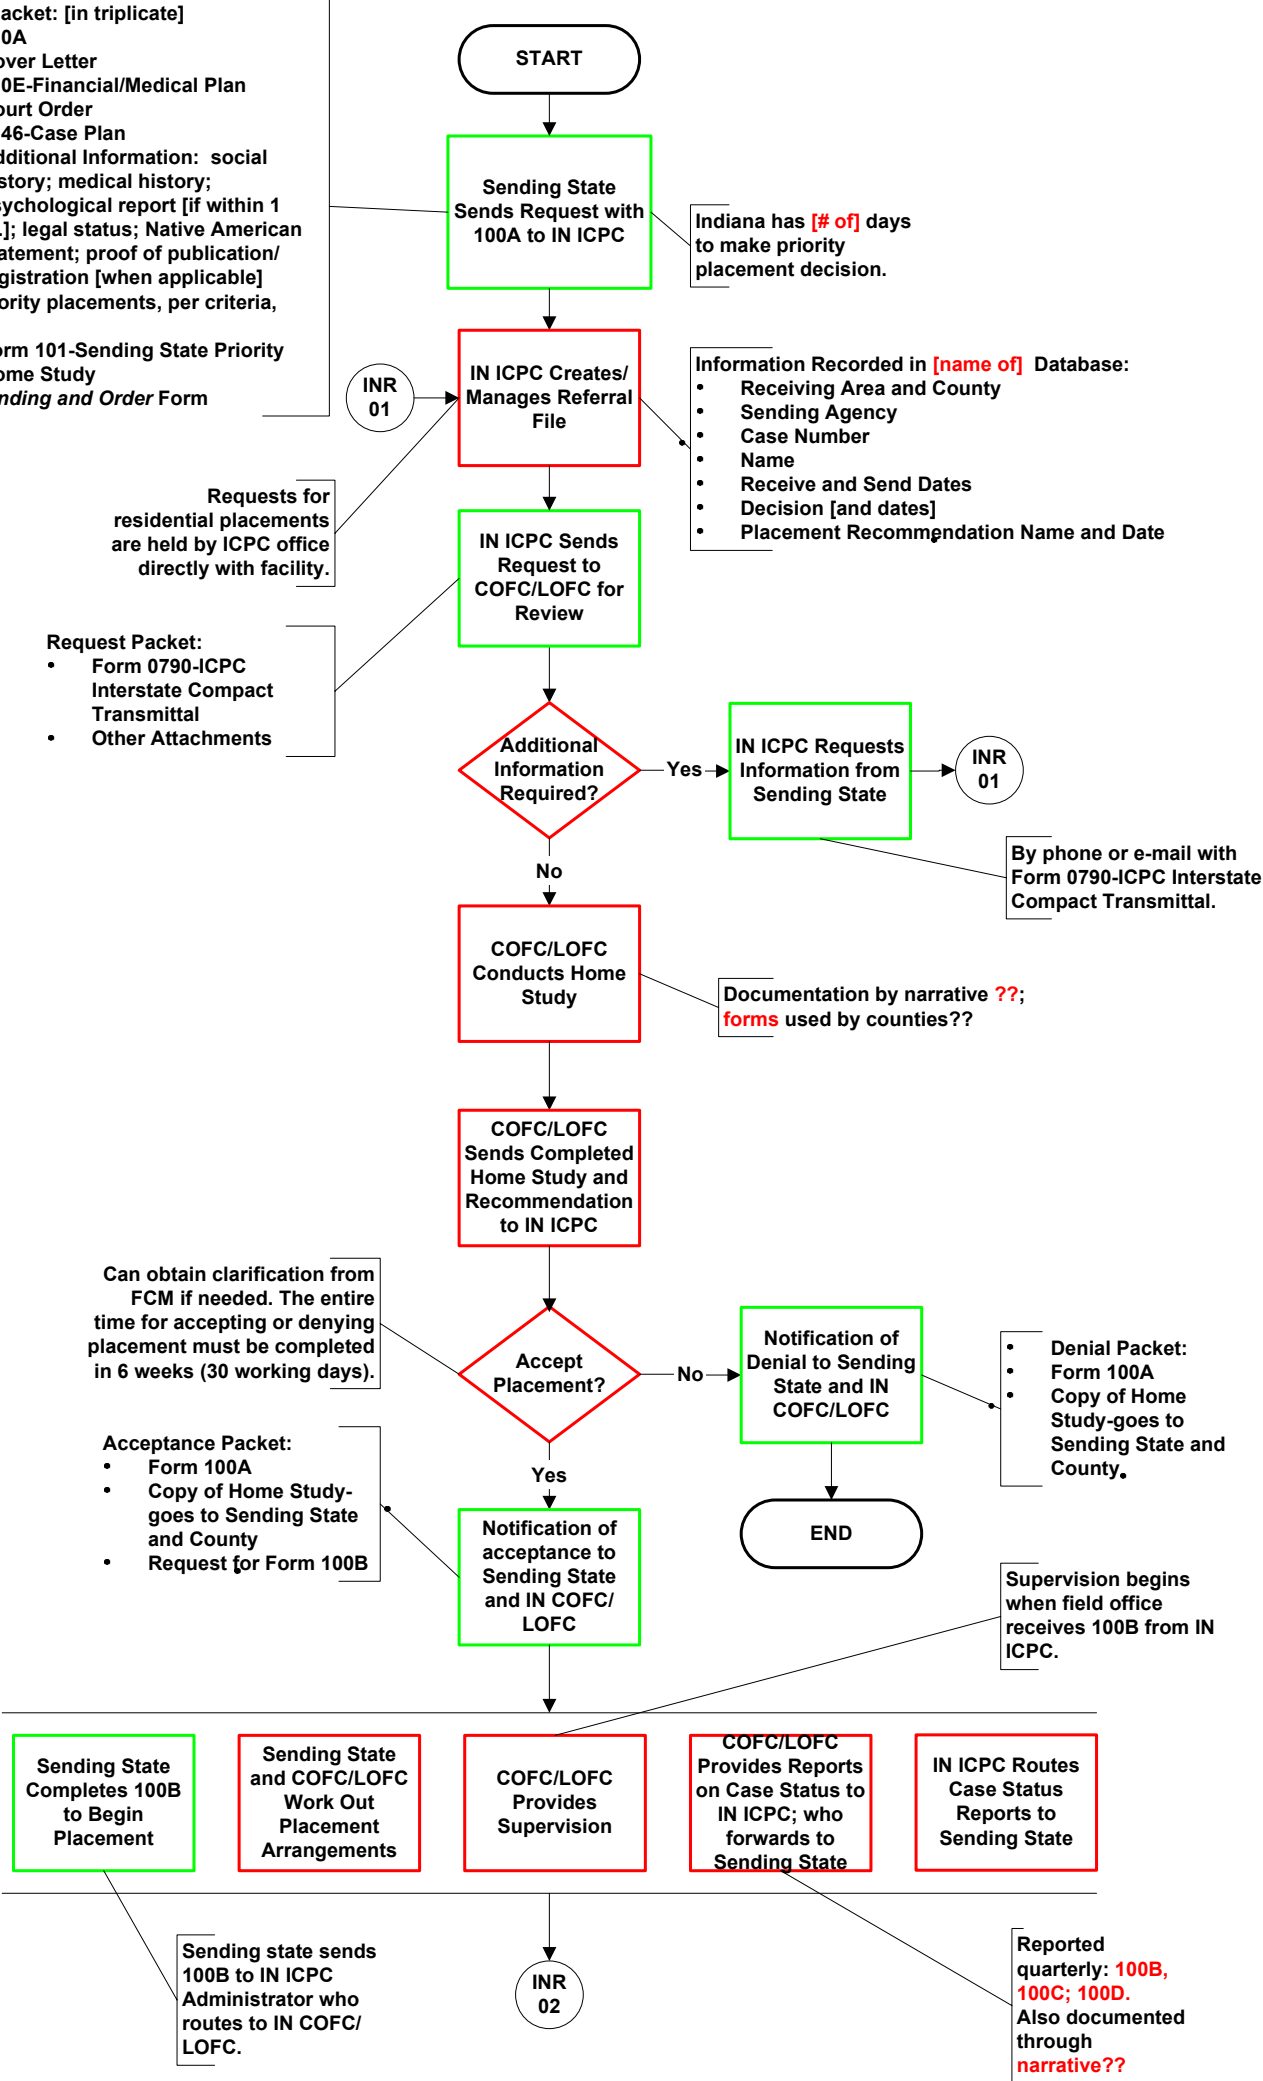 acket: [in triplicate]
0A
over Letter
0E-Financial/Medical Plan
ourt Order
46-Case Plan
dditional Information: social
story; medical history;
sychological report [if within 1
.]; legal status; Native American
atement; proof of publication/
gistration [when applicable]
ority placements, per criteria,
orm 101-Sending State Priority
ome Study
nding and Order Form
START
Sending State
Sends Request with
100A to IN ICPC
Indiana has [# of] days
to make priority
placement decision.
INR
01
IN ICPC Creates/
Manages Referral
File
Information Recorded in [name of] Database:
• Receiving Area and County
• Sending Agency
• Case Number
• Name
• Receive and Send Dates
• Decision [and dates]
• Placement Recommendation Name and Date
Requests for
residential placements
are held by ICPC office
directly with facility.
IN ICPC Sends
Request to
COFC/LOFC for
Review
Request Packet:
• Form 0790-ICPC
Interstate Compact
Transmittal
• Other Attachments
Additional
Information
Required?
Yes
IN ICPC Requests
Information from
Sending State
INR
01
By phone or e-mail with
Form 0790-ICPC Interstate
Compact Transmittal.
No
COFC/LOFC
Conducts Home
Study
Documentation by narrative ??;
forms used by counties??
COFC/LOFC
Sends Completed
Home Study and
Recommendation
to IN ICPC
Can obtain clarification from
FCM if needed. The entire
time for accepting or denying
placement must be completed
in 6 weeks (30 working days).
Accept
Placement?
No
Notification of
Denial to Sending
State and IN
COFC/LOFC
• Denial Packet:
• Form 100A
• Copy of Home
Study-goes to
Sending State and
County
END
Yes
Acceptance Packet:
• Form 100A
• Copy of Home Study-
goes to Sending State
and County
• Request for Form 100B
Notification of
acceptance to
Sending State
and IN COFC/
LOFC
Supervision begins
when field office
receives 100B from IN
ICPC.
Sending State
Completes 100B
to Begin
Placement
Sending State
and COFC/LOFC
Work Out
Placement
Arrangements
COFC/LOFC
Provides
Supervision
COFC/LOFC
Provides Reports
on Case Status to
IN ICPC; who
forwards to
Sending State
IN ICPC Routes
Case Status
Reports to
Sending State
Sending state sends
100B to IN ICPC
Administrator who
routes to IN COFC/
LOFC.
INR
02
Reported
quarterly: 100B,
100C; 100D.
Also documented
through
narrative??